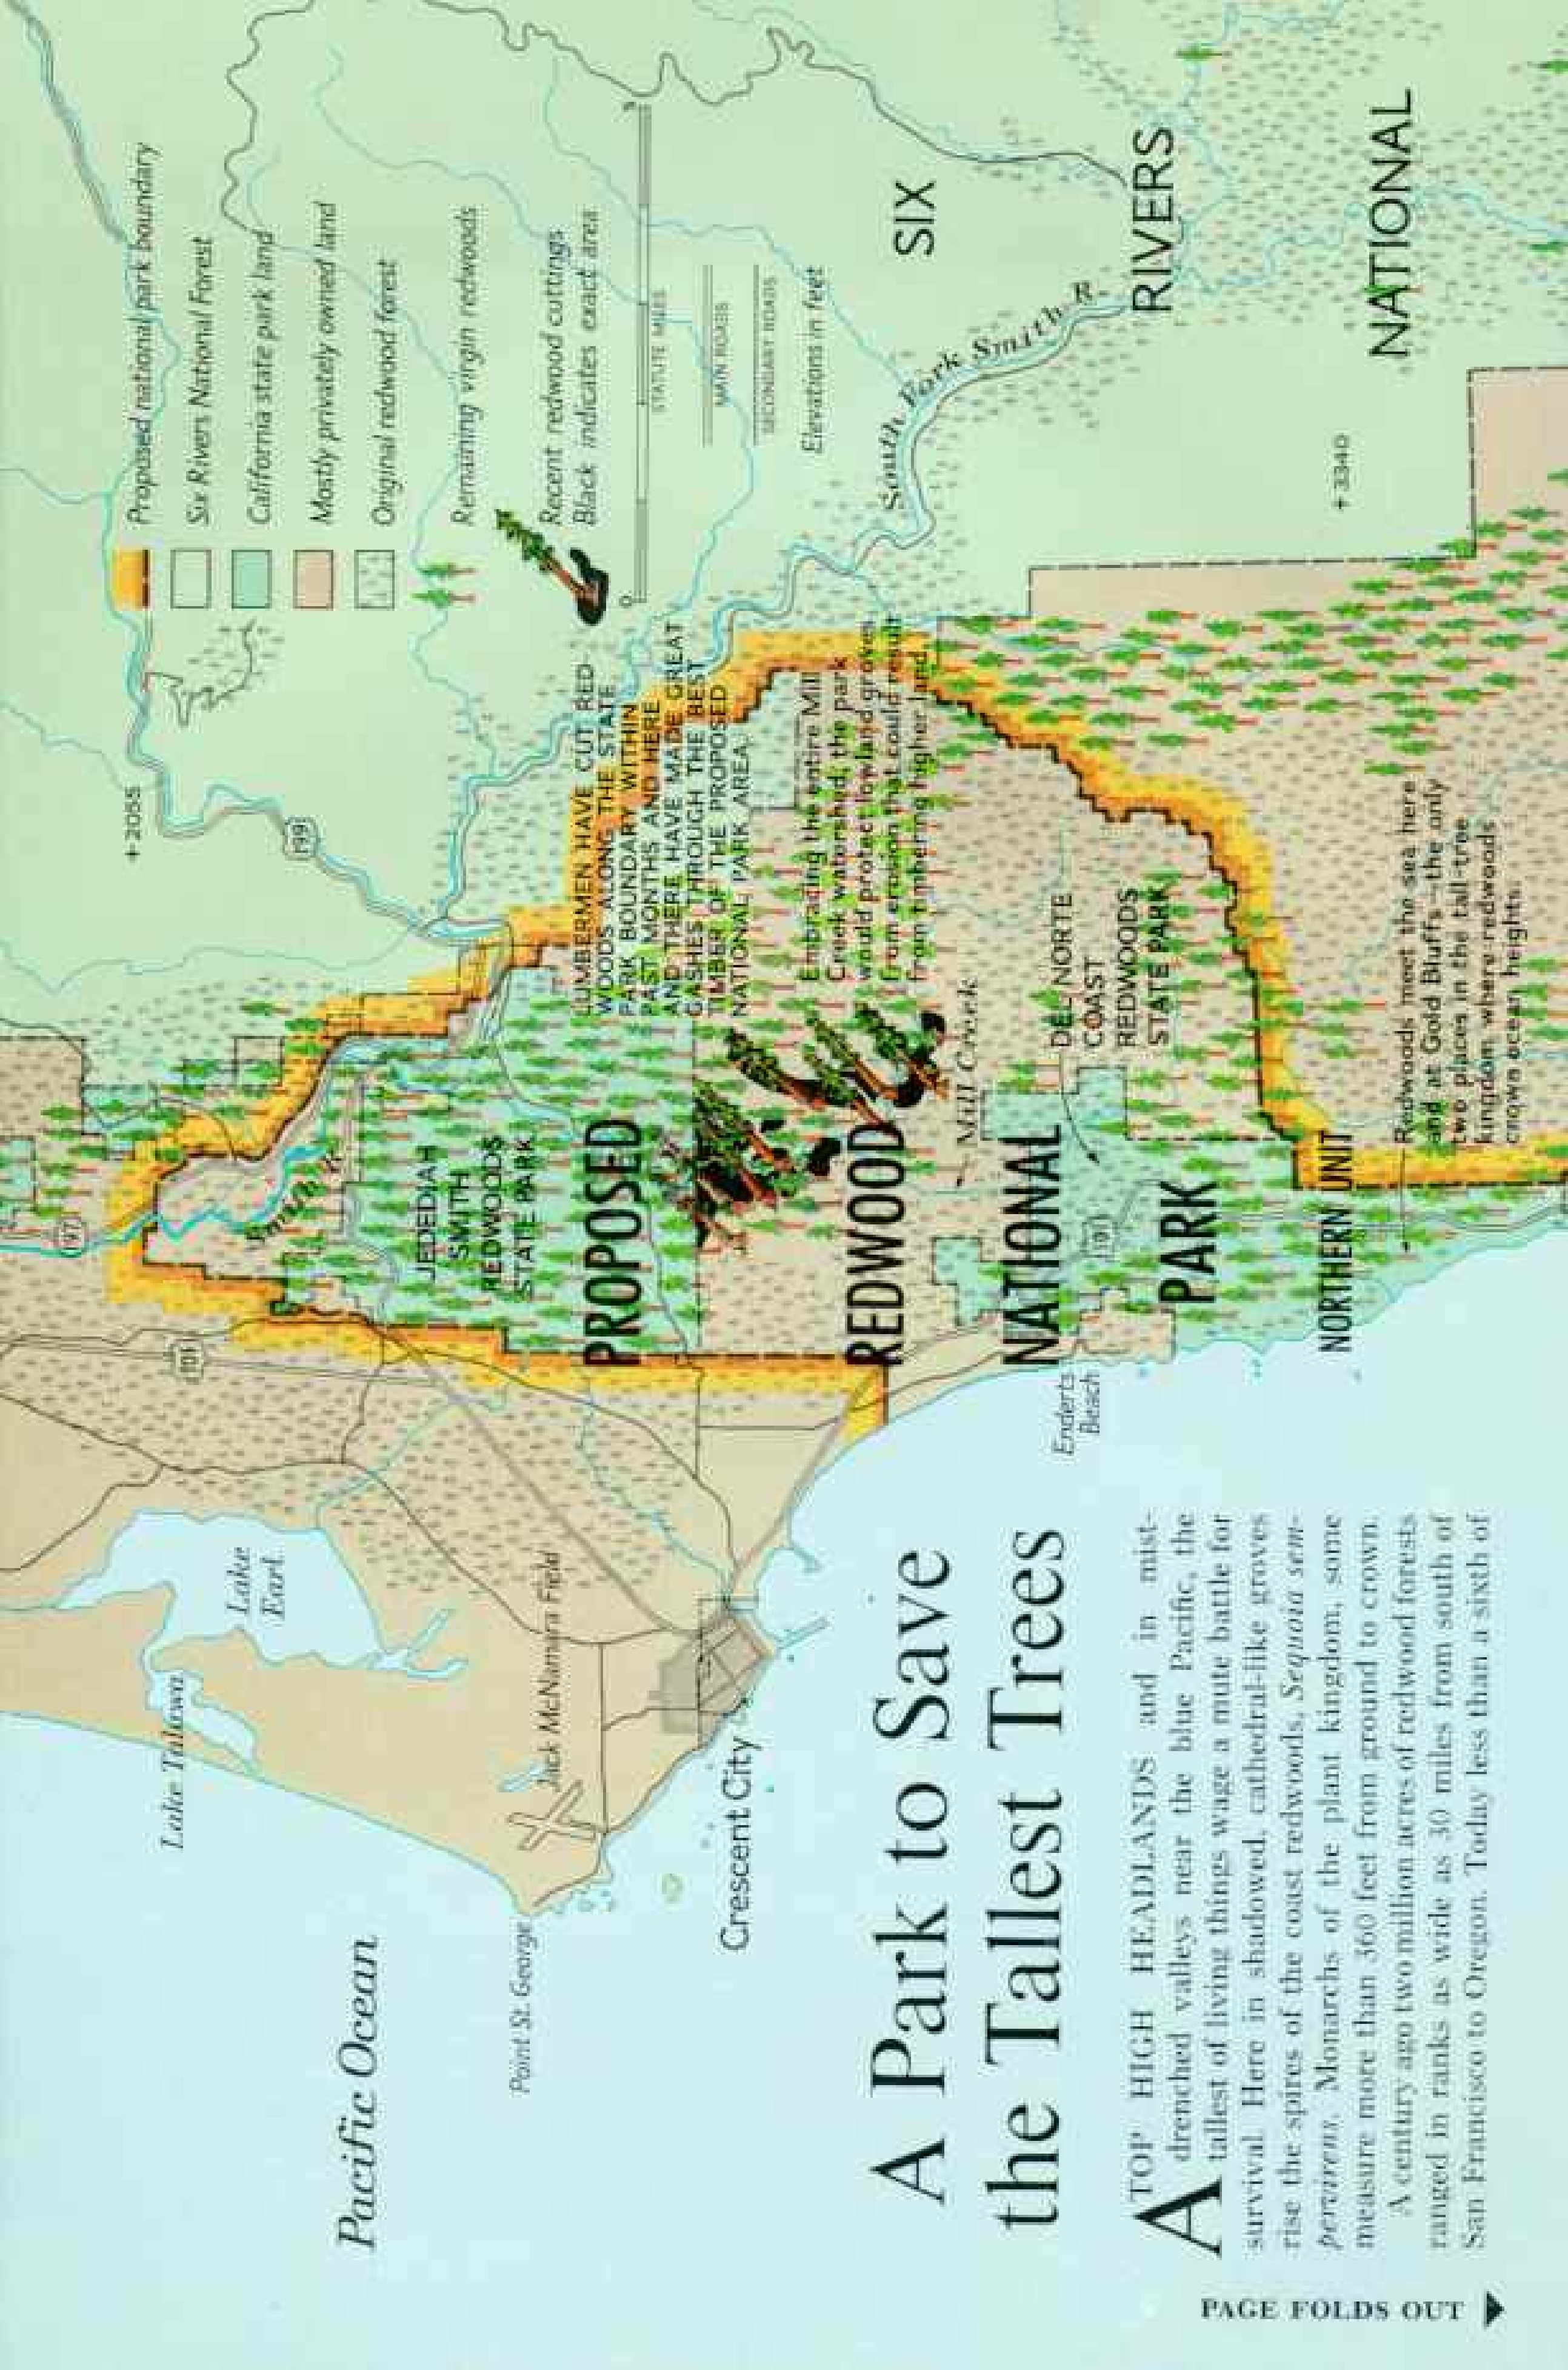 Pacific Ocean
Lake Talawa
Lake
Earl
Point St. George
Jack McNamara Field
Crescent City
A Park to Save
the Tallest Trees
ATOP HIGH HEADLANDS and in mist-
drenched valleys near the blue Pacific, the
tallest of living things wage a mute battle for
survival. Here in shadowed, cathedral-like groves
rise the spires of the coast redwoods, Sequoia sem-
pervirens. Monarchs of the plant kingdom, some
measure more than 360 feet from ground to crown.
A century ago two million acres of redwood forests
ranged in ranks as wide as 30 miles from south of
San Francisco to Oregon. Today less than a sixth of
PAGE FOLDS OUT
101
197
Smith R.
JEDEDIAH
SMITH
REDWOODS
STATE PARK
PROPOSED
REDWOOD
NATIONAL
PARK
NORTHERN UNIT
Enderts
Beach
101
Mill Creek
DEL NORTE
COAST
REDWOODS
STATE PARK
LUMBERMEN HAVE CUT RED-
WOODS ALONG THE STATE
PARK BOUNDARY WITHIN
PAST MONTHS AND HERE
AND THERE HAVE MADE GREAT
GASHES THROUGH THE BEST
TIMBER OF THE PROPOSED
NATIONAL PARK AREA.
Embracing the entire Mill
Creek watershed, the park
would protect lowland groves
from erosion that could result
from timbering higher land.
Redwoods meet the sea here
and at Gold Bluffs--the only
two places in the tall-tree
kingdom where redwoods
crown ocean heights.
+2055
199
Proposed national park boundary
Six Rivers National Forest
California state park land
Mostly privately owned land
Original redwood forest
Remaining virgin redwoods
Recent redwood cuttings
Black indicates exact area
0 5
STATUTE MILES
MAIN ROADS
SECONDARY ROADS
Elevations in feet
South Fork Smith R.
SIX
RIVERS
NATIONAL
+3340